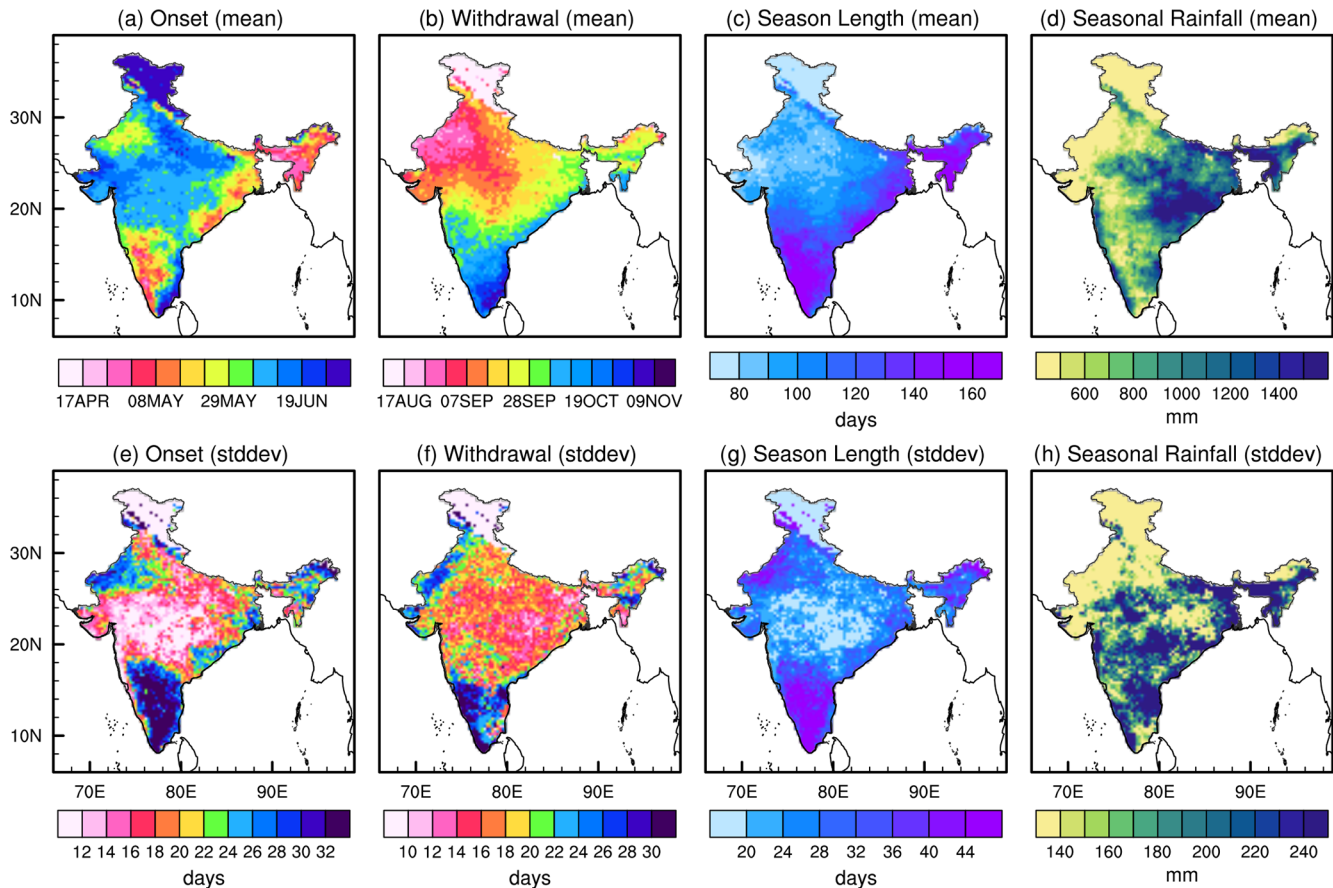 (a) Onset (mean)
(b) Withdrawal (mean)
(c) Season Length (mean)
(d) Seasonal Rainfall (mean)
30N
20N
10N
17APR 08MAY 29MAY 19JUN
17AUG 07SEP 28SEP 19OCT 09NOV
80 100 120 140 160
days
600 800 1000 1400
mm
(e) Onset (stddev)
(f) Withdrawal (stddev)
(g) Season Length (stddev)
(h) Seasonal Rainfall (stddev)
30N
20N
10N
70E 80E 90E
70E 80E 90E
70E 80E 90E
70E 80E 90E
12 14 16 18 20 22 24 26 28 30 32
days
10 12 14 16 18 20 22 24 26 28 30
days
20 24 28 32 36 40 44
days
140 160 180 200 220 240
mm